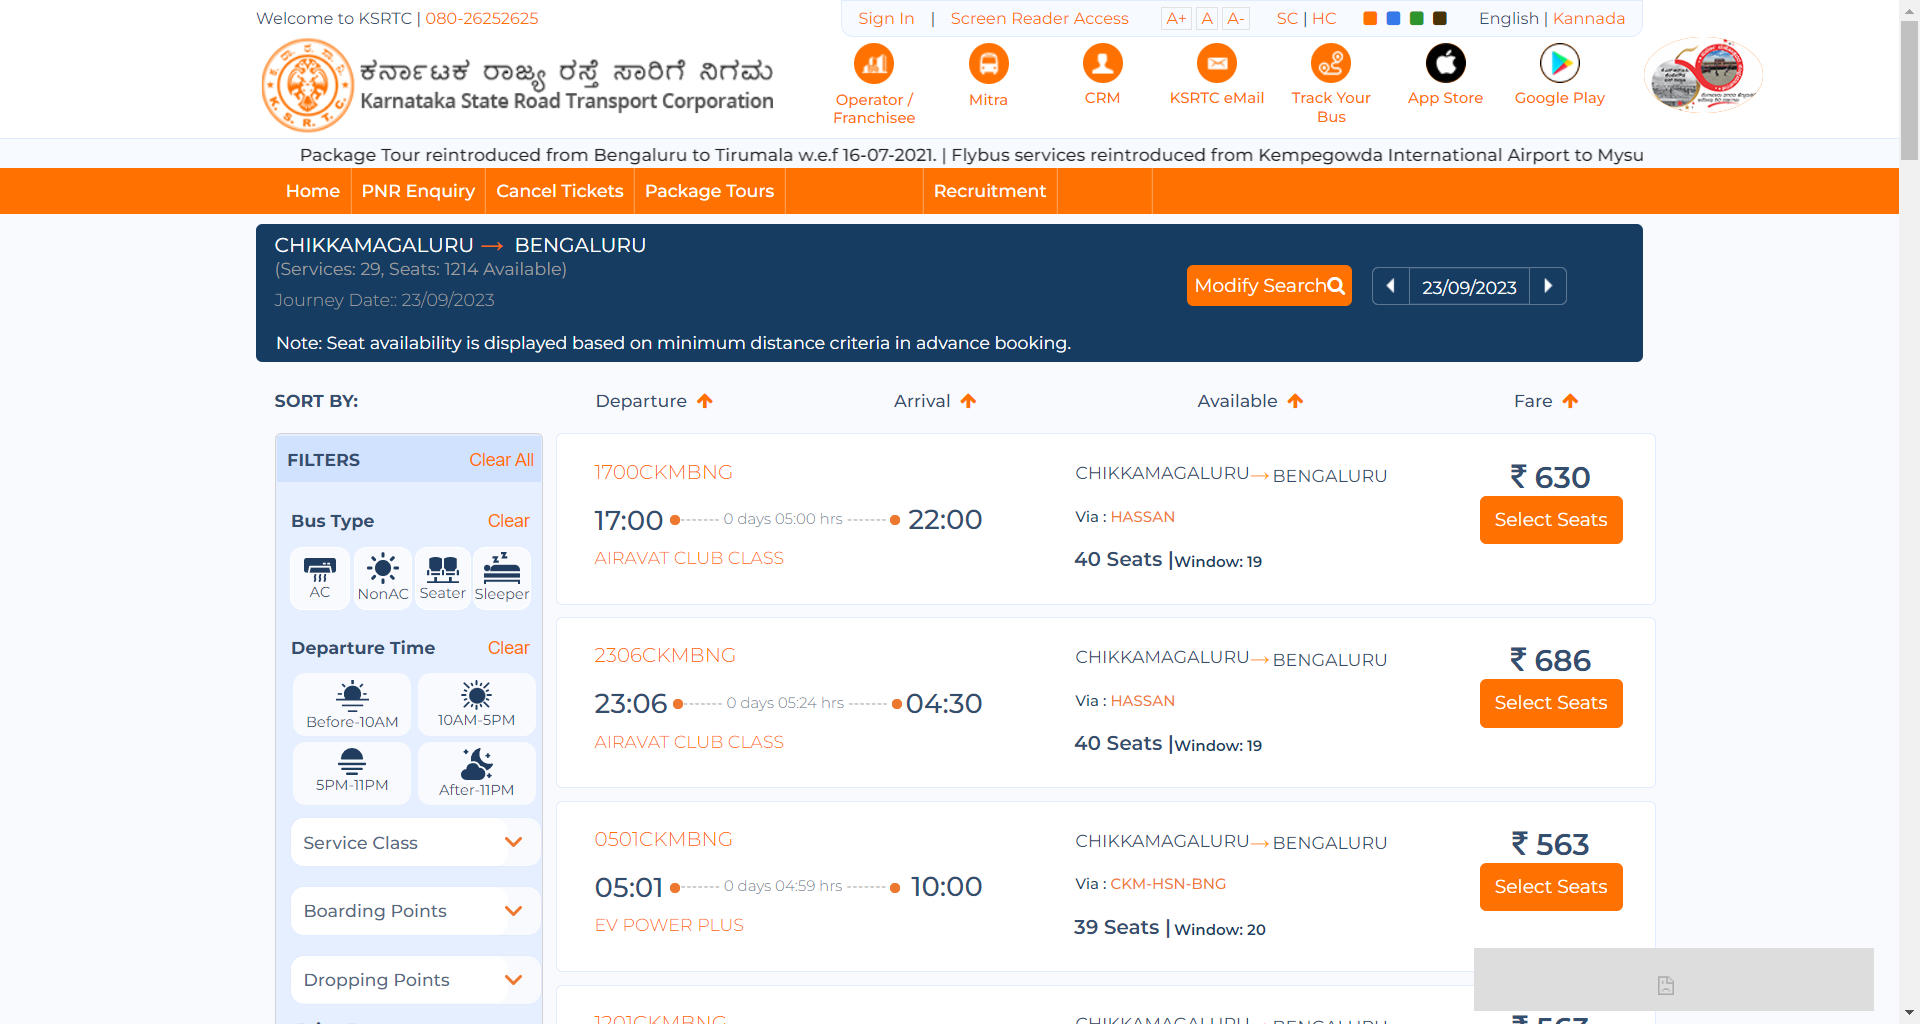 Welcome to KSRTC | 080-26252625
Sign In | Screen Reader Access A+ A A- SC | HC English | Kannada
ಕರ್ನಾಟಕ ರಾಜ್ಯ ರಸ್ತೆ ಸಾರಿಗೆ ನಿಗಮ
Karnataka State Road Transport Corporation
K.S.R.T.C.
Operator / Franchisee
Mitra
CRM
KSRTC eMail
Track Your Bus
App Store
Google Play
Package Tour reintroduced from Bengaluru to Tirumala w.e.f 16-07-2021. | Flybus services reintroduced from Kempegowda International Airport to Mysu
Home PNR Enquiry Cancel Tickets Package Tours Recruitment
CHIKKAMAGALURU → BENGALURU
(Services: 29, Seats: 1214 Available)
Journey Date:: 23/09/2023
Modify Search
23/09/2023
Note: Seat availability is displayed based on minimum distance criteria in advance booking.
SORT BY: Departure Arrival Available Fare
FILTERS Clear All
Bus Type Clear
AC NonAC Seater Sleeper
Departure Time Clear
Before-10AM 10AM-5PM
5PM-11PM After-11PM
Service Class
Boarding Points
Dropping Points
1700CKMBNG
17:00 ------- 0 days 05:00 hrs ------- 22:00
AIRAVAT CLUB CLASS
CHIKKAMAGALURU→BENGALURU
Via : HASSAN
40 Seats |Window: 19
₹ 630
Select Seats
2306CKMBNG
23:06 ------- 0 days 05:24 hrs ------- 04:30
AIRAVAT CLUB CLASS
CHIKKAMAGALURU→BENGALURU
Via : HASSAN
40 Seats |Window: 19
₹ 686
Select Seats
0501CKMBNG
05:01 ------- 0 days 04:59 hrs ------- 10:00
EV POWER PLUS
CHIKKAMAGALURU→BENGALURU
Via : CKM-HSN-BNG
39 Seats |Window: 20
₹ 563
Select Seats
1201CKMBNG
CHIKKAMAGALURU→BENGALURU
₹ 563